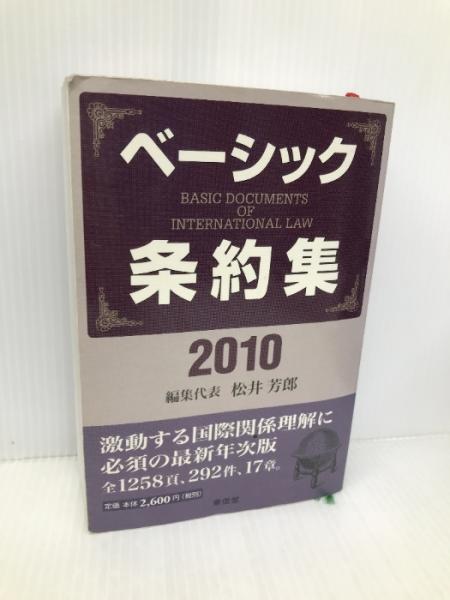 ベーシック
BASIC DOCUMENTS
OF
INTERNATIONAL LAW
条約集
2010
編集代表 松井 芳郎
激動する国際関係理解に
必須の最新年次版
全1258頁、292件、17章。
定価 本体2,600円(税別)
東信堂